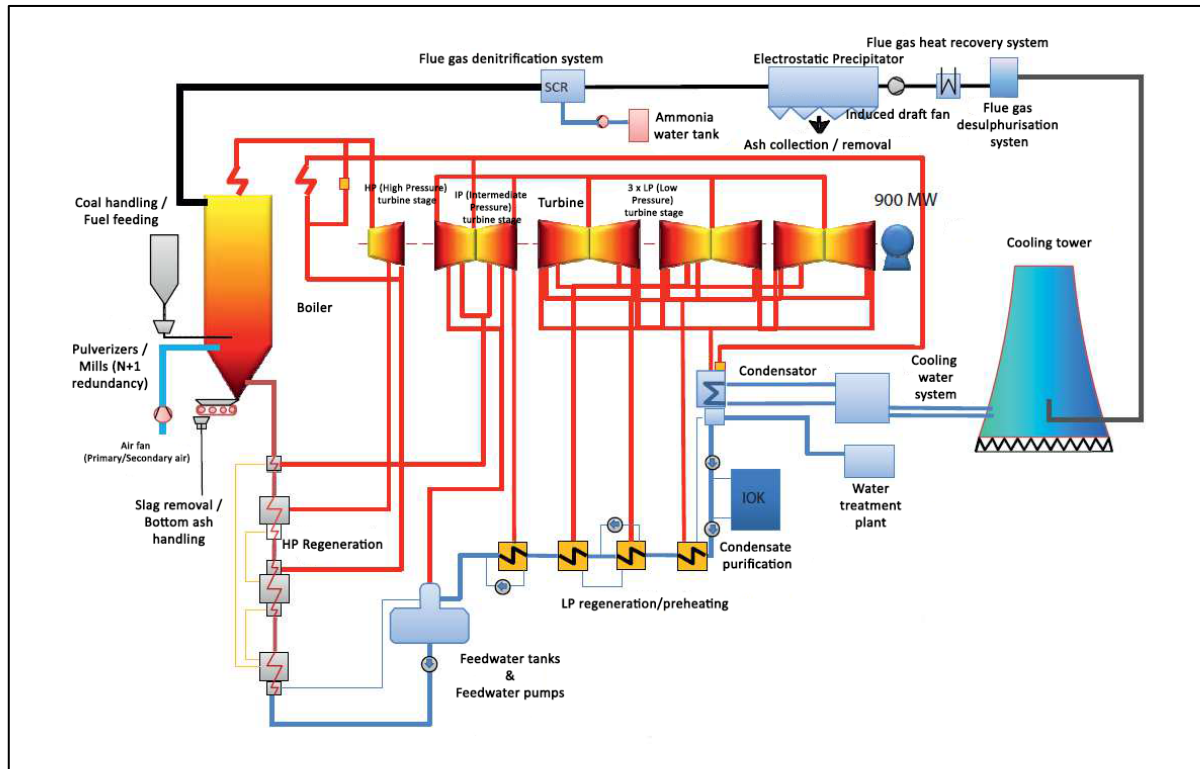 Flue gas heat recovery system
Flue gas denitrification system
Electrostatic Precipitator
SCR
Ammonia
water tank
Induced draft fan
Flue gas
desulphurisation
systen
Ash collection / removal
Coal handling /
Fuel feeding
HP (High Pressure)
turbine stage
IP (Intermediate
Pressure)
turbine stage
Turbine
3 x LP (Low
Pressure)
turbine stage
900 MW
Cooling tower
Boiler
Pulverizers /
Mills (N+1
redundancy)
Condensator
Cooling
water
system
Air fan
(Primary/Secondary air)
Slag removal /
Bottom ash
handling
HP Regeneration
IOK
Water
treatment
plant
Condensate
purification
LP regeneration/preheating
Feedwater tanks
&
Feedwater pumps